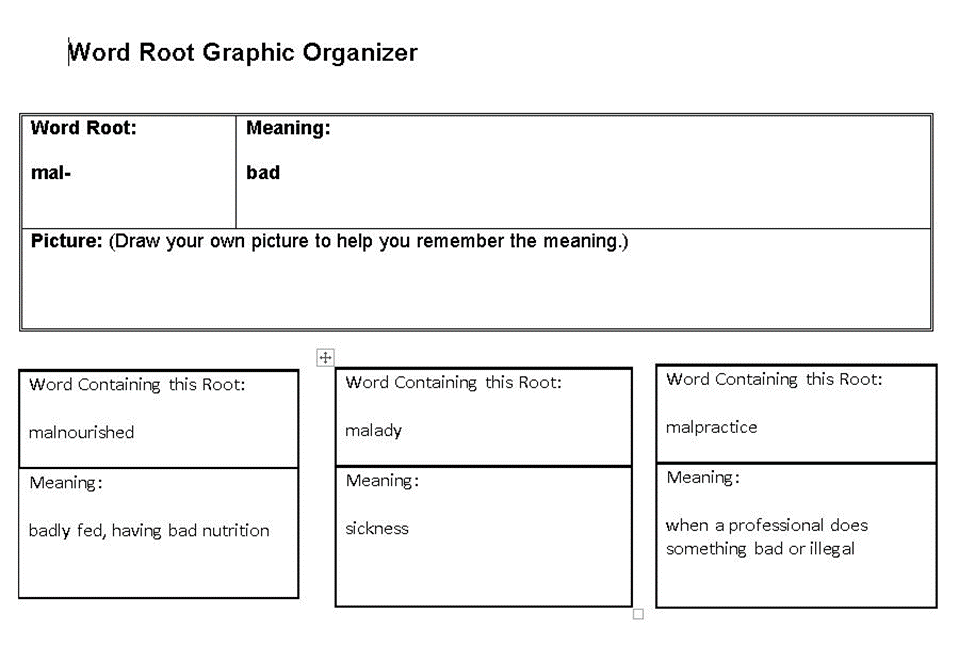 Word Root Graphic Organizer
Word Root:
mal-
Meaning:
bad
Picture: (Draw your own picture to help you remember the meaning.)
Word Containing this Root:
malnourished
Meaning:
badly fed, having bad nutrition
Word Containing this Root:
malady
Meaning:
sickness
Word Containing this Root:
malpractice
Meaning:
when a professional does
something bad or illegal